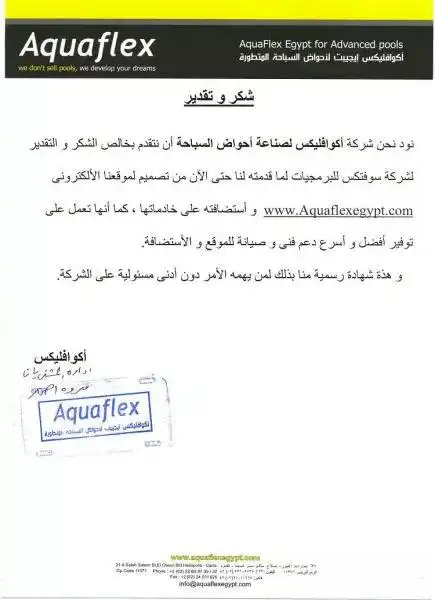 Aquaflex
we don't sell pools, we develop your dreams
AquaFlex Egypt for Advanced pools
أكوافليكس إيجيبت لأحواض السباحة المتطورة
شكر و تقدير
نود نحن شركة أكوافليكس لصناعة أحواض السباحة أن نتقدم بخالص الشكر و التقدير
لشركة سوفتكس للبرمجيات لما قدمته لنا حتى الآن من تصميم لموقعنا الألكترونى
www.Aquaflexegypt.com و أستضافته على خادماتها ، كما أنها تعمل على
توفير أفضل و أسرع دعم فنى و صيانة للموقع و الأستضافة.
و هذة شهادة رسمية منا بذلك لمن يهمه الأمر دون أدنى مسئولية على الشركة.
أكوافليكس
Aquaflex
أكوافليكس إيجيبت لأحواض السباحة المتطورة
www.aquaflexegypt.com
info@aquaflexegypt.com